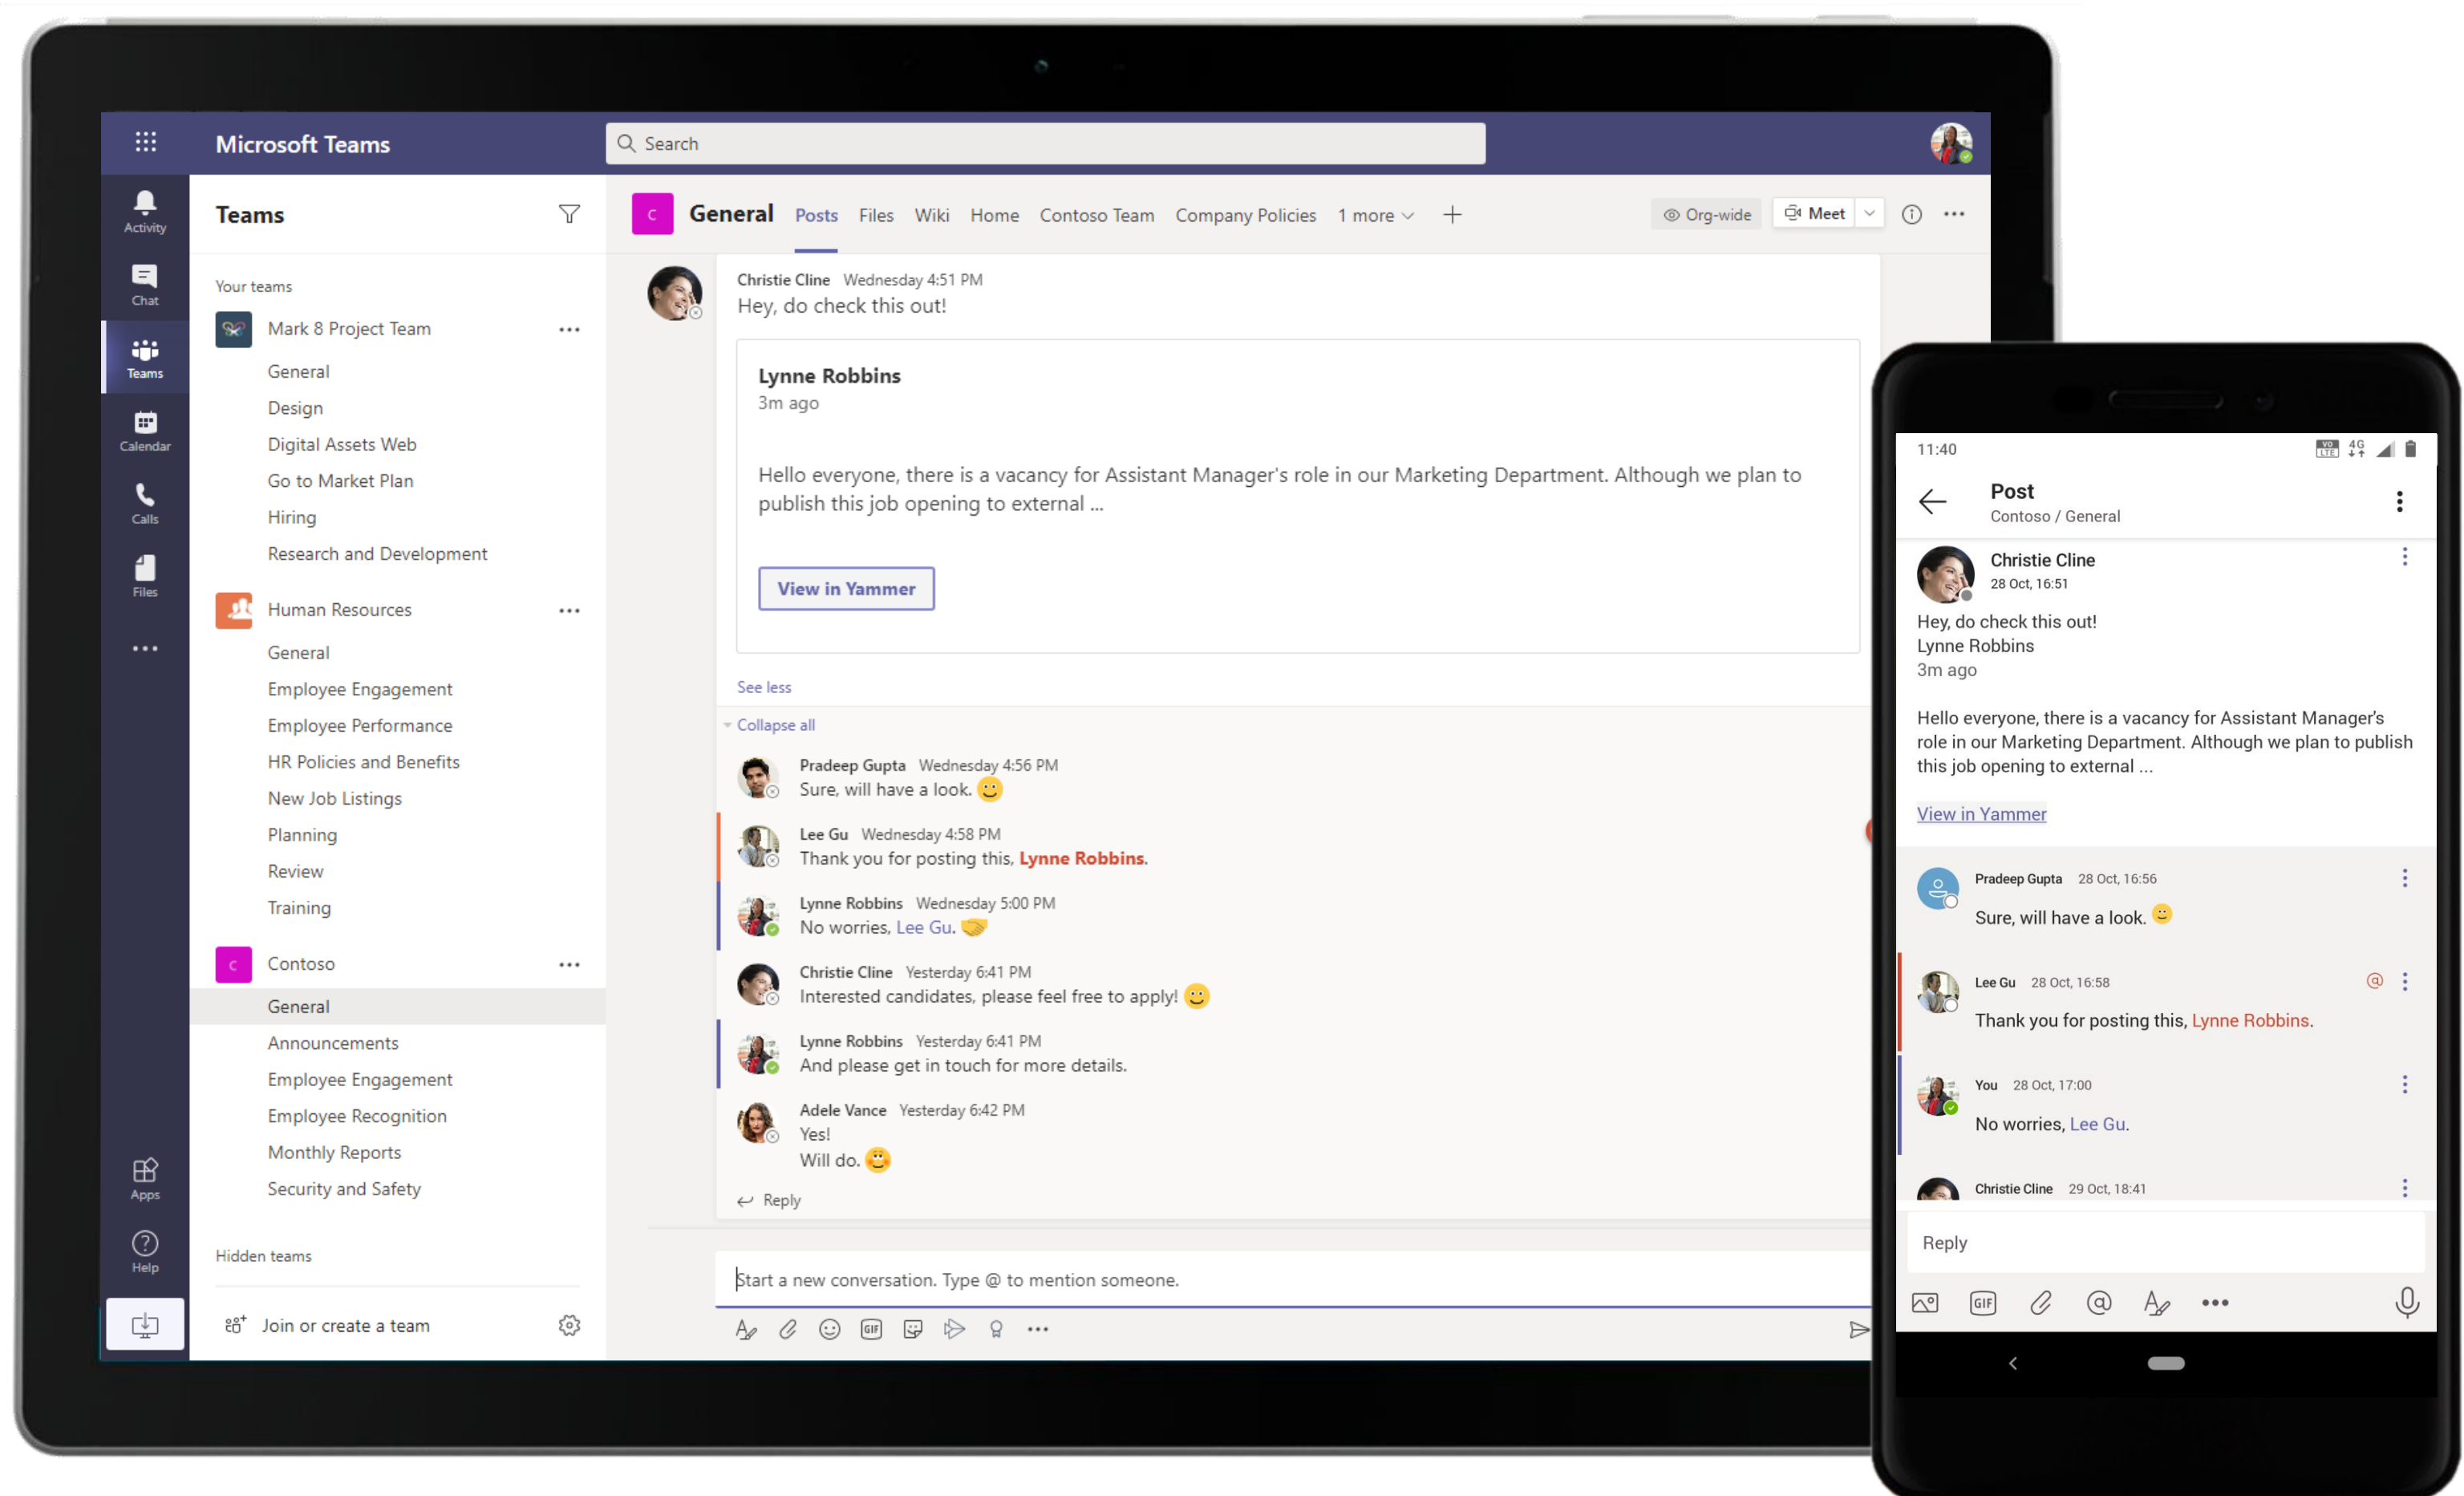 Microsoft Teams
Search
Activity
Chat
Teams
Calendar
Calls
Files
Apps
Help
Teams
Your teams
Mark 8 Project Team
General
Design
Digital Assets Web
Go to Market Plan
Hiring
Research and Development
Human Resources
General
Employee Engagement
Employee Performance
HR Policies and Benefits
New Job Listings
Planning
Review
Training
C Contoso
General
Announcements
Employee Engagement
Employee Recognition
Monthly Reports
Security and Safety
Hidden teams
Join or create a team
C General Posts Files Wiki Home Contoso Team Company Policies 1 more Org-wide Meet
Christie Cline Wednesday 4:51 PM
Hey, do check this out!
Lynne Robbins
3m ago
Hello everyone, there is a vacancy for Assistant Manager's role in our Marketing Department. Although we plan to
publish this job opening to external ...
View in Yammer
See less
Collapse all
Pradeep Gupta Wednesday 4:56 PM
Sure, will have a look.
Lee Gu Wednesday 4:58 PM
Thank you for posting this, Lynne Robbins.
Lynne Robbins Wednesday 5:00 PM
No worries, Lee Gu.
Christie Cline Yesterday 6:41 PM
Interested candidates, please feel free to apply!
Lynne Robbins Yesterday 6:41 PM
And please get in touch for more details.
Adele Vance Yesterday 6:42 PM
Yes!
Will do.
Reply
Start a new conversation. Type @ to mention someone.
GIF
11:40 VO LTE 4G
Post
Contoso / General
Christie Cline
28 Oct, 16:51
Hey, do check this out!
Lynne Robbins
3m ago
Hello everyone, there is a vacancy for Assistant Manager's
role in our Marketing Department. Although we plan to publish
this job opening to external ...
View in Yammer
Pradeep Gupta 28 Oct, 16:56
Sure, will have a look.
Lee Gu 28 Oct, 16:58 @
Thank you for posting this, Lynne Robbins.
You 28 Oct, 17:00
No worries, Lee Gu.
Christie Cline 29 Oct, 18:41
Reply
GIF @